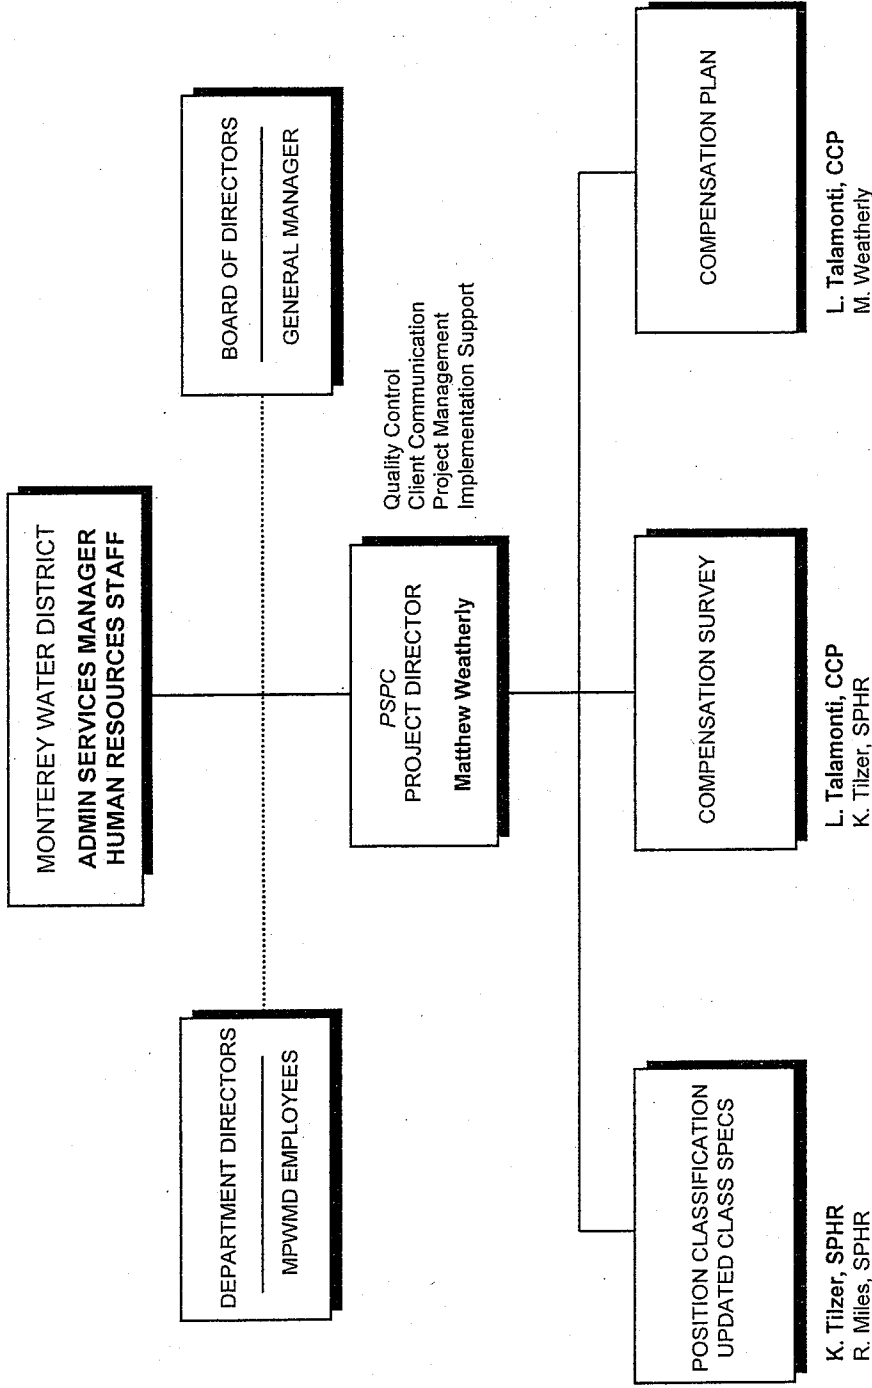 MONTEREY WATER DISTRICT
ADMIN SERVICES MANAGER
HUMAN RESOURCES STAFF
DEPARTMENT DIRECTORS
MPWMD EMPLOYEES
BOARD OF DIRECTORS
GENERAL MANAGER
PSPC
PROJECT DIRECTOR
Matthew Weatherly
Quality Control
Client Communication
Project Management
Implementation Support
POSITION CLASSIFICATION
UPDATED CLASS SPECS
K. Tilzer, SPHR
R. Miles, SPHR
COMPENSATION SURVEY
L. Talamonti, CCP
K. Tilzer, SPHR
COMPENSATION PLAN
L. Talamonti, CCP
M. Weatherly